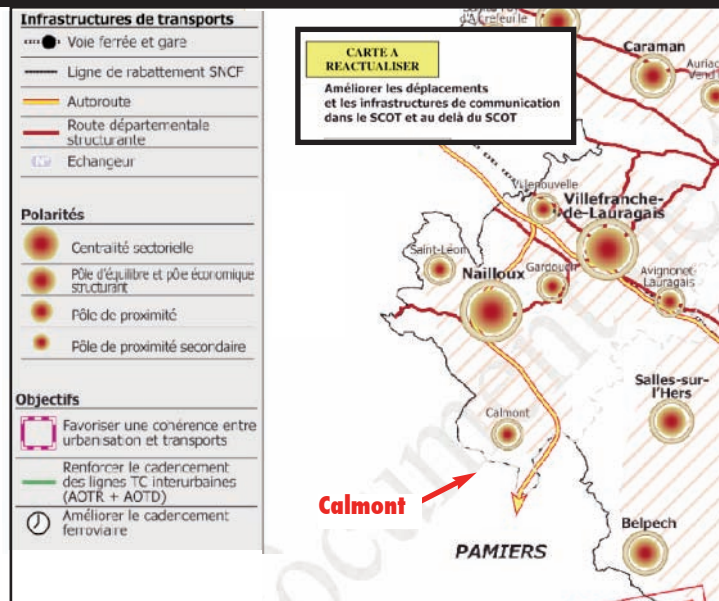 Infrastructures de transports
Voie ferrée et gare
Ligne de rabattement SNCF
Autoroute
Route départementale
structurante
Echangeur
Polarités
Centralité sectorielle
Pôle d'équilibre et pôe économique
structurant
Pôle de proximité
Pôle de proximité secondaire
Objectifs
Favoriser une cohérence entre
urbanisation et transports
Renforcer le cadencement
des lignes TC interurbaines
(AOTR + AOTD)
Améliorer le cadencement
ferroviaire
CARTE A
REACTUALISER
Améliorer les déplacements
et les infrastructures de communication
dans le SCOT et au delà du SCOT
d'Aigrefeuille
Caraman
Auriac
Vend
Villenouvelle
Villefranche-
de-Lauragais
Saint-Léon
Nailloux
Gardouch
Avignonet-
Lauragais
Salles-sur-
l'Hers
Calmont
Calmont
Belpech
PAMIERS